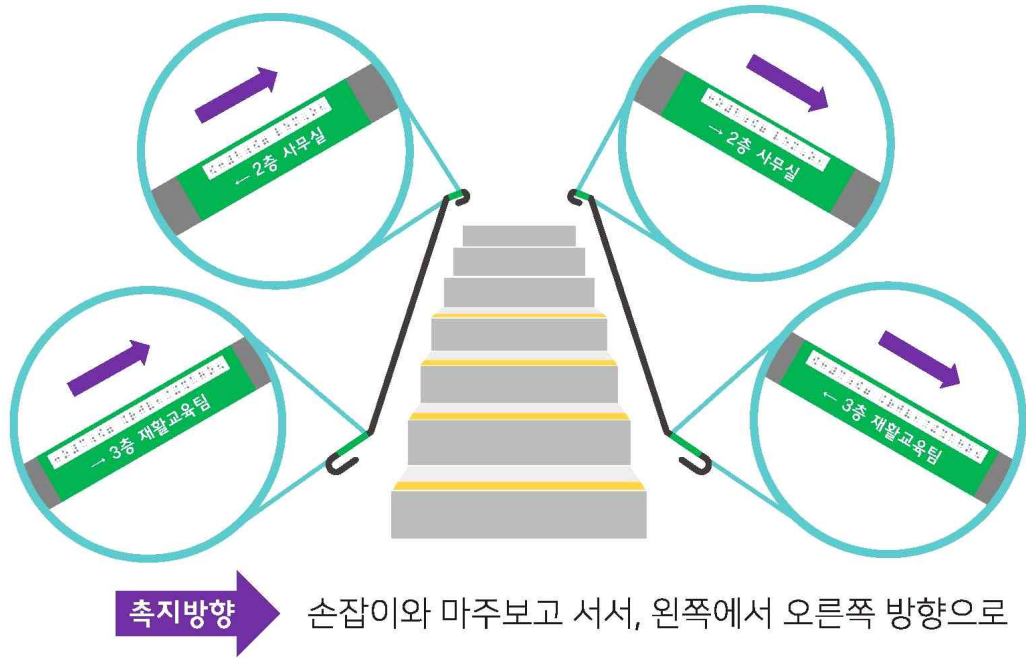 ← 2층 사무실
→ 2층 사무실
→ 3층 재활교육팀
← 3층 재활교육팀
촉지방향 손잡이와 마주보고 서서, 왼쪽에서 오른쪽 방향으로